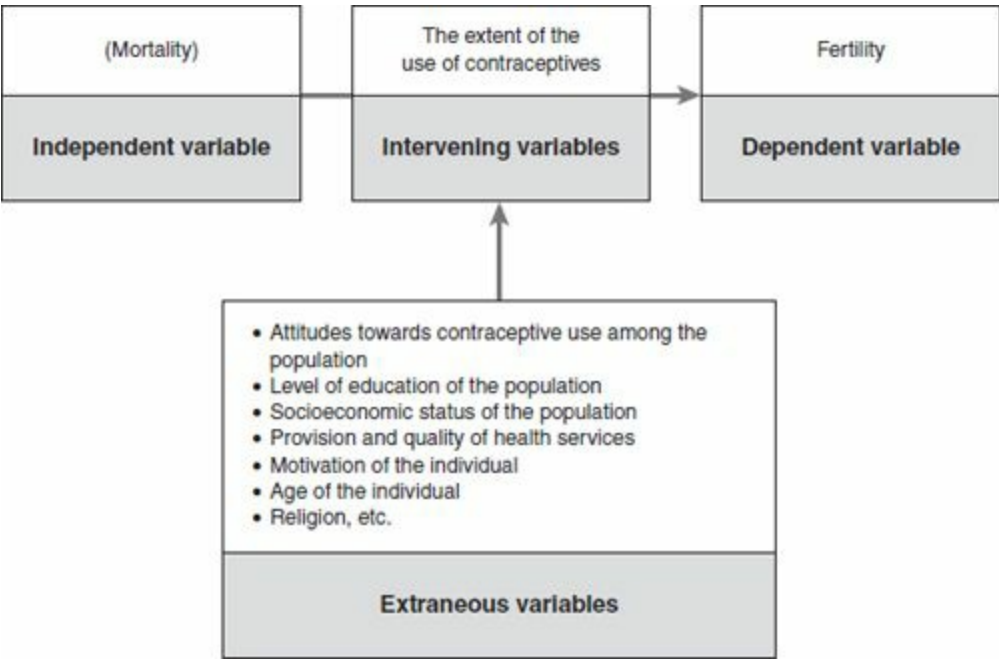 (Mortality)
The extent of the
use of contraceptives
Fertility
Independent variable
Intervening variables
Dependent variable
• Attitudes towards contraceptive use among the
population
• Level of education of the population
• Socioeconomic status of the population
• Provision and quality of health services
• Motivation of the individual
• Age of the individual
• Religion, etc.
Extraneous variables